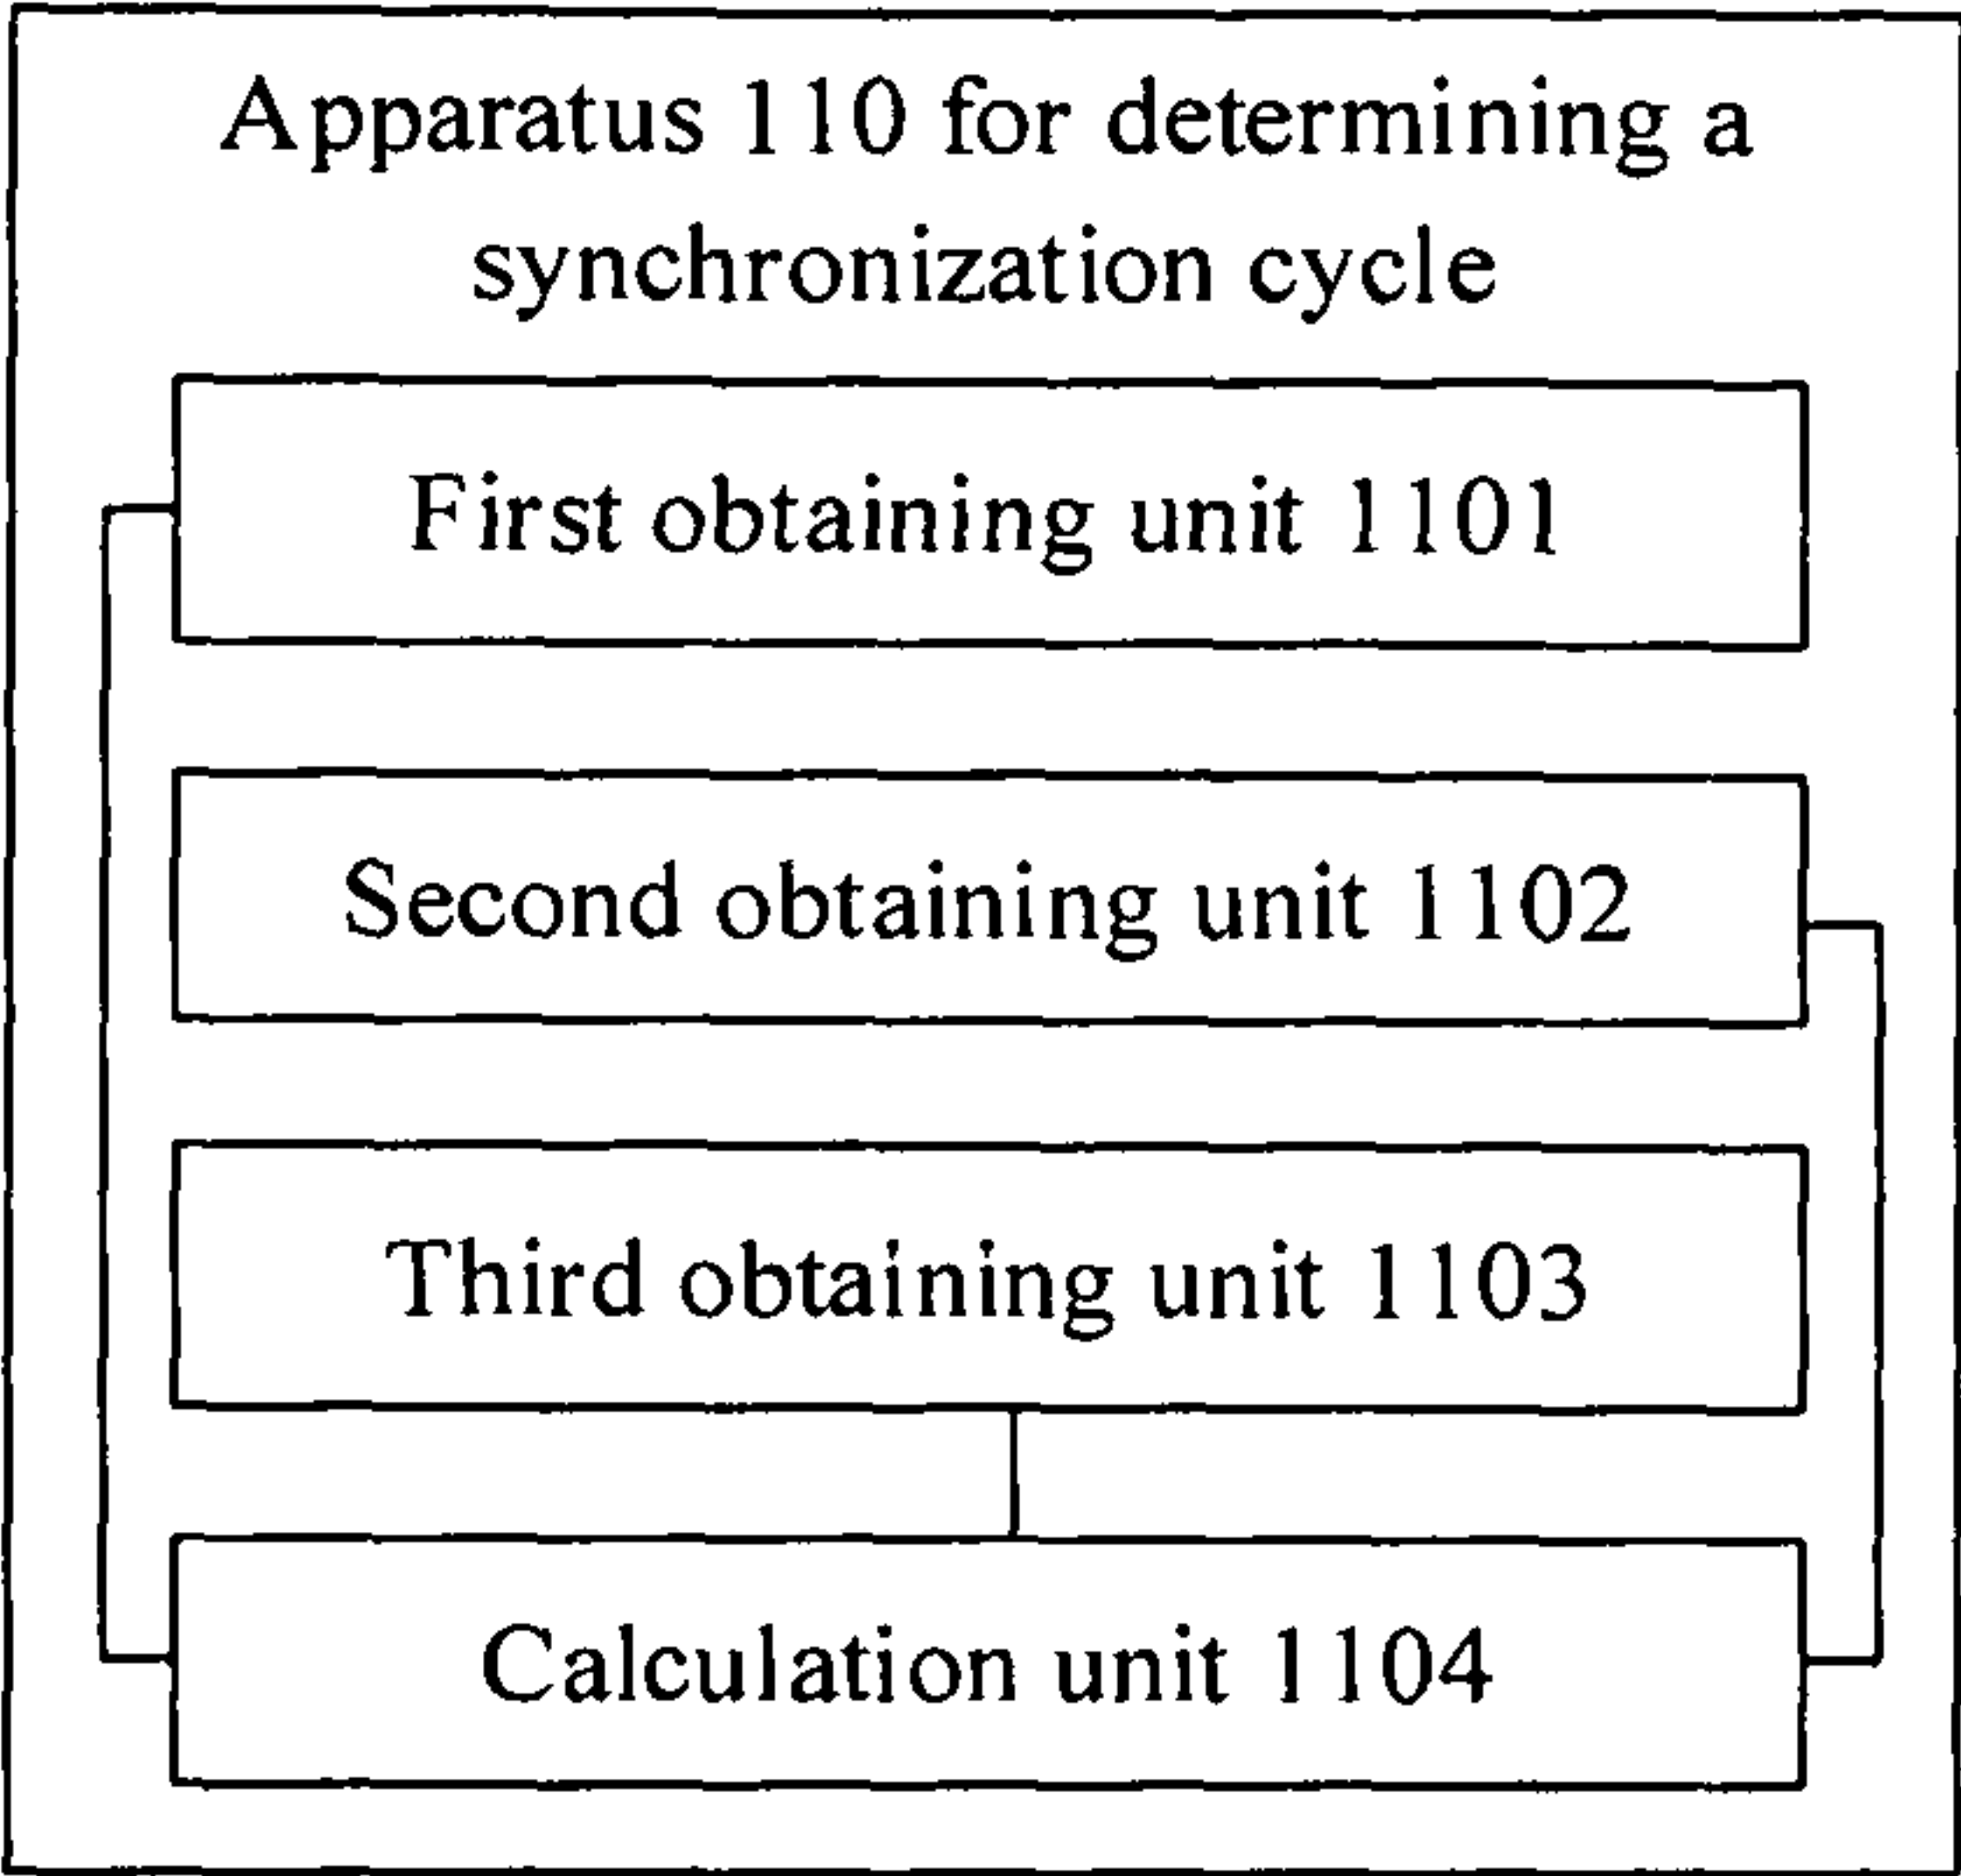 Apparatus 110 for determining a
synchronization cycle
First obtaining unit 1101
Second obtaining unit 1102
Third obtaining unit 1103
Calculation unit 1104